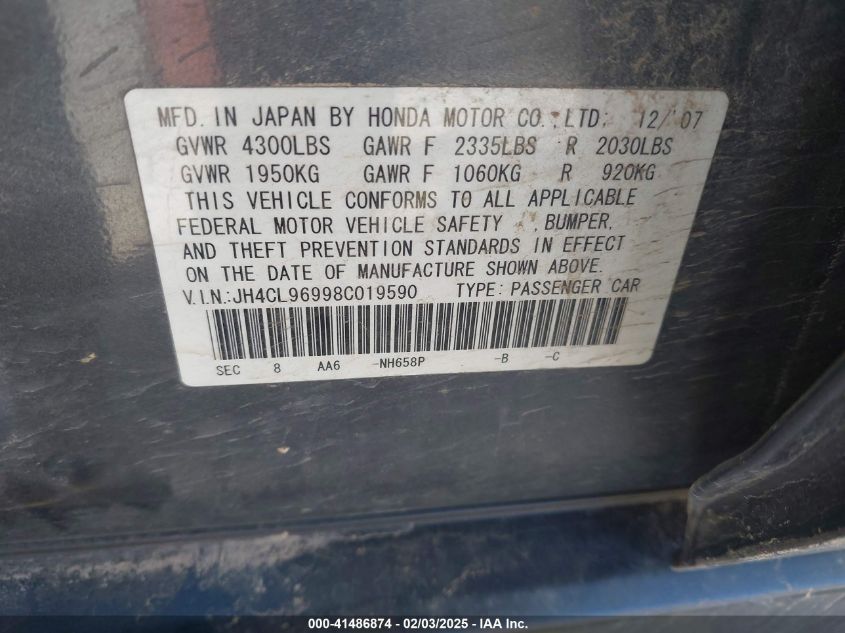 MFD. IN JAPAN BY HONDA MOTOR CO.,LTD. 12/ 07
GVWR 4300LBS GAWR F 2335LBS R 2030LBS
GVWR 1950KG GAWR F 1060KG R 920KG
THIS VEHICLE CONFORMS TO ALL APPLICABLE
FEDERAL MOTOR VEHICLE SAFETY , BUMPER,
AND THEFT PREVENTION STANDARDS IN EFFECT
ON THE DATE OF MANUFACTURE SHOWN ABOVE.
V.I.N.:JH4CL96998C019590 TYPE: PASSENGER CAR
SEC 8 AA6 -NH658P -B -C
000-41486874 - 02/03/2025 - IAA Inc.